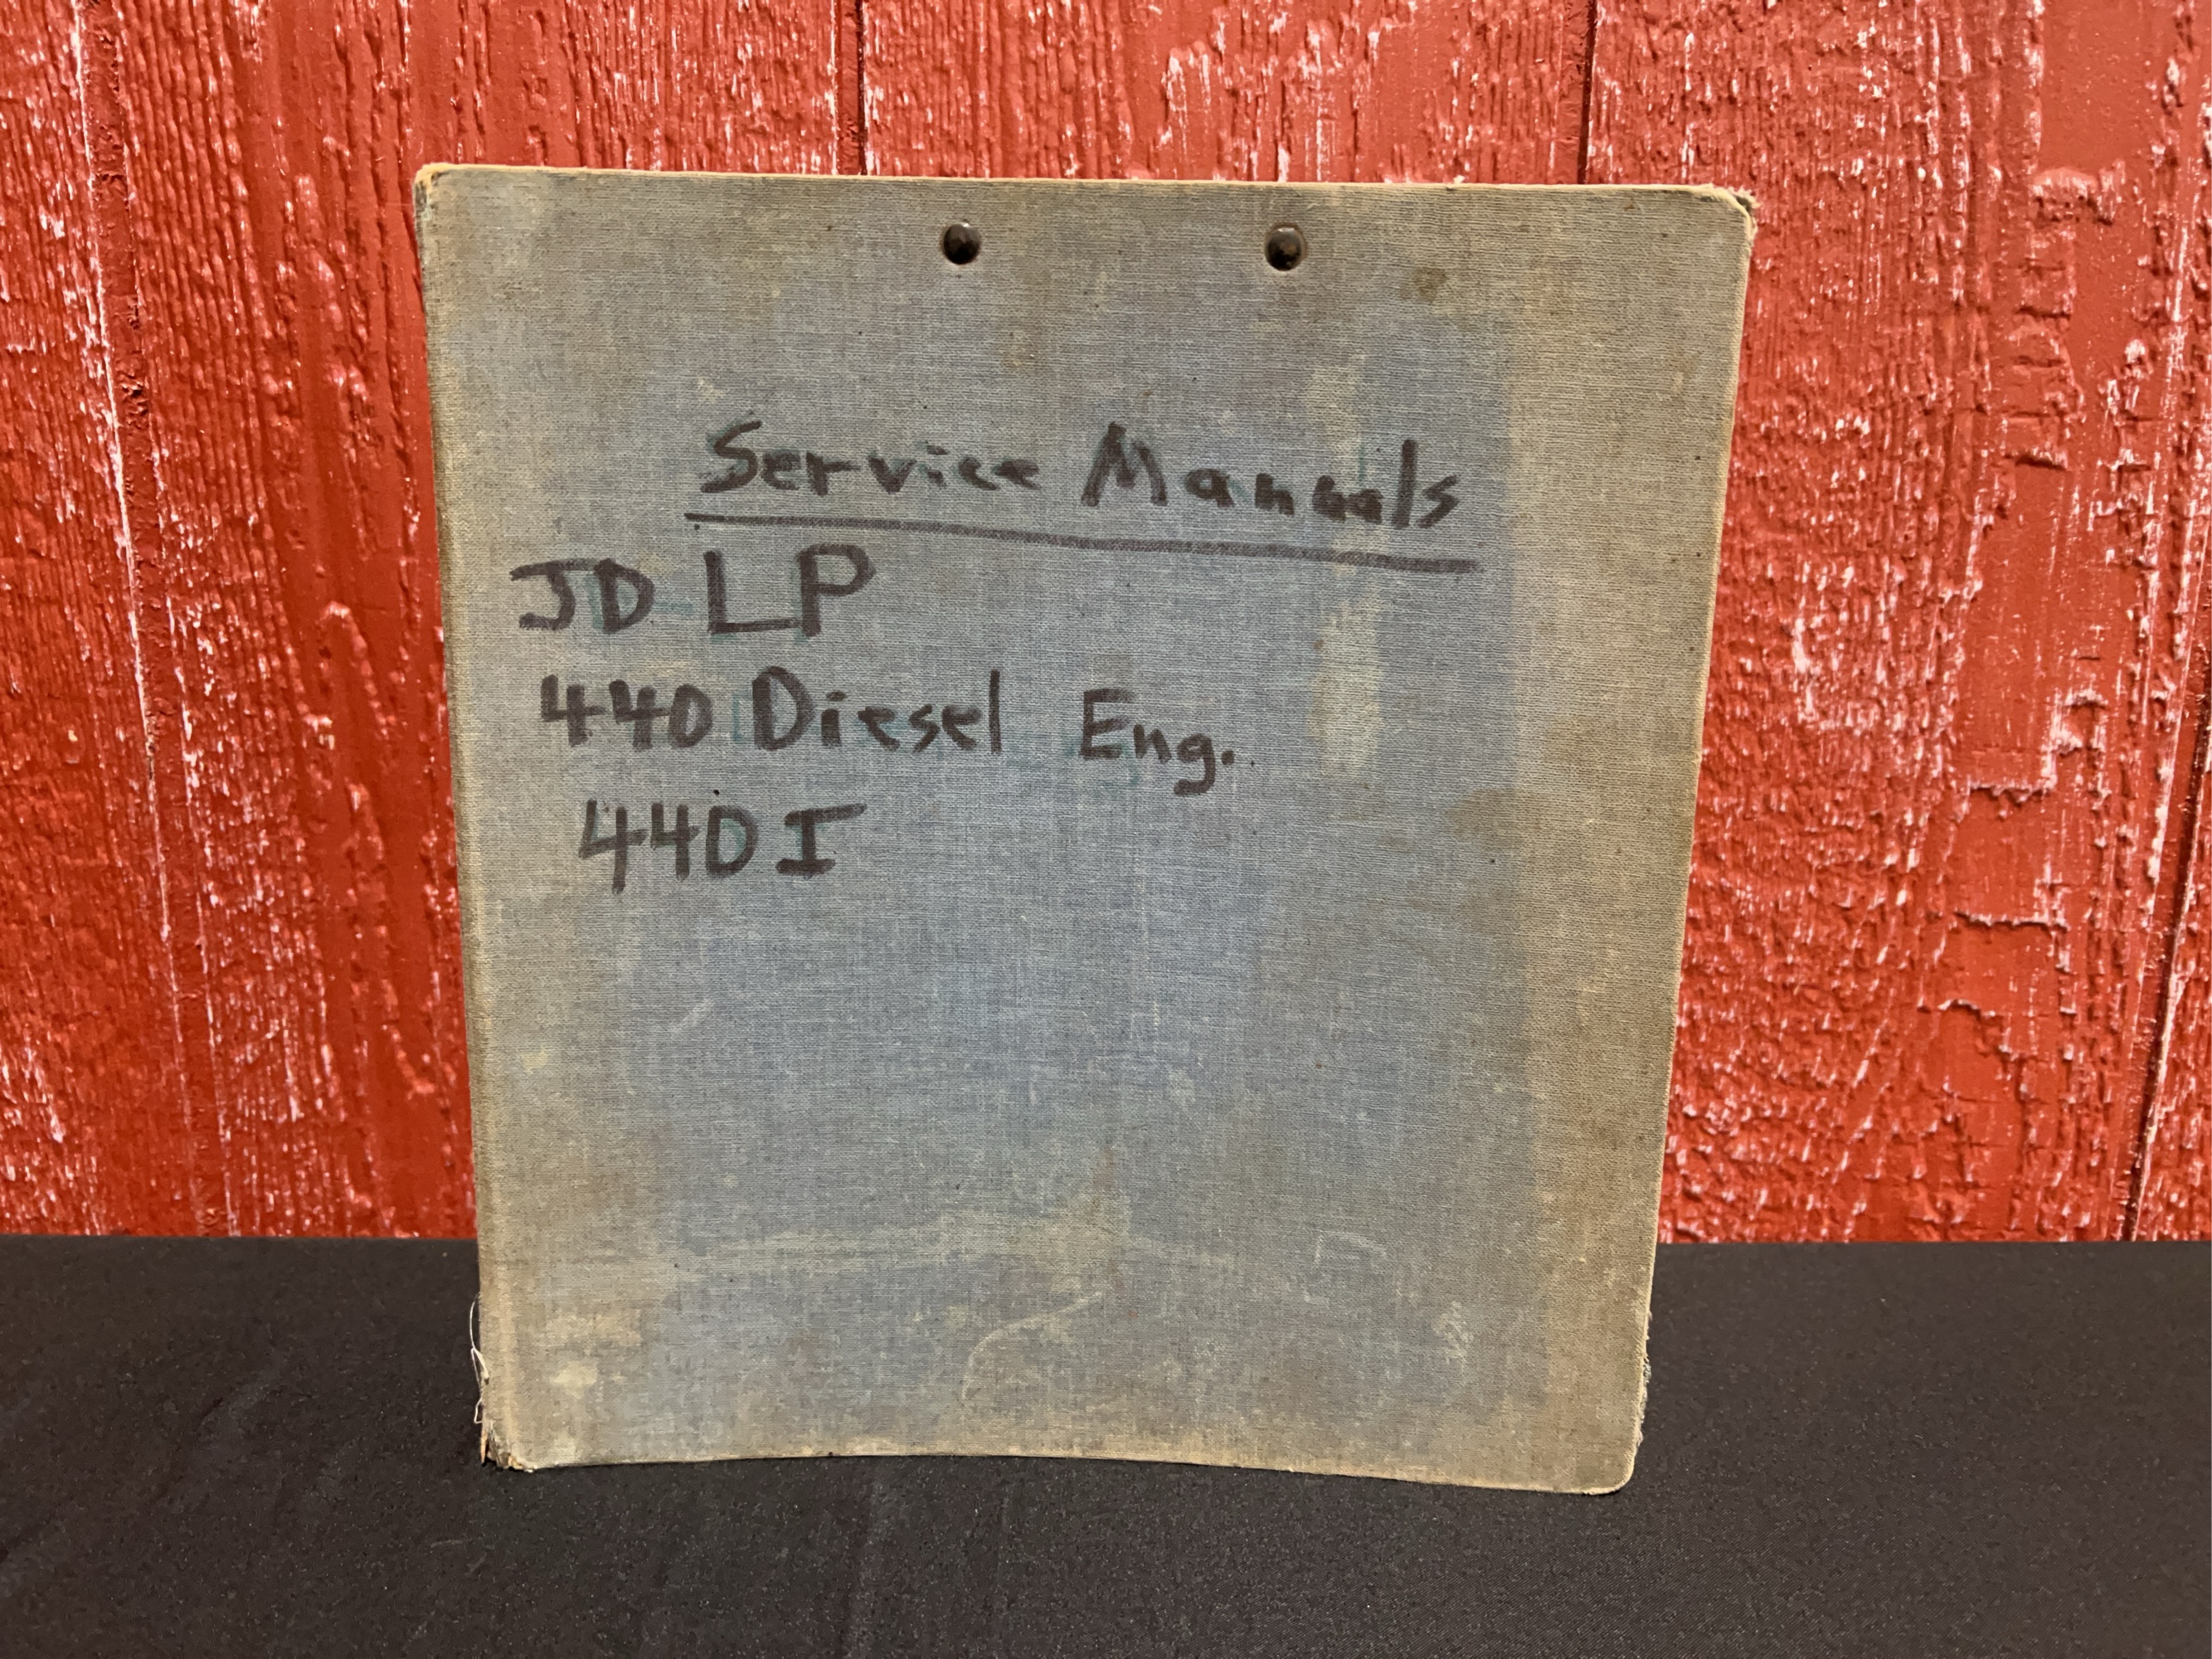 Service Manuals
JD LP
440 Diesel Eng.
440 I